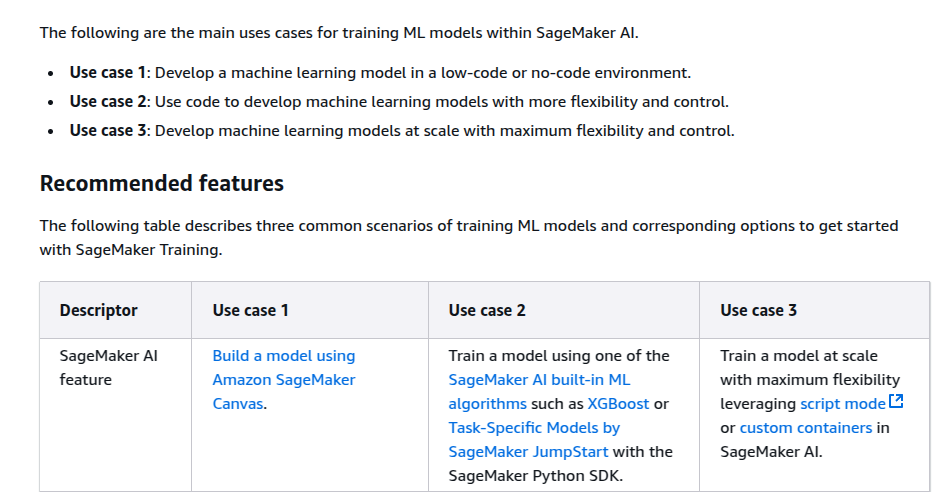 The following are the main uses cases for training ML models within SageMaker AI.
• Use case 1: Develop a machine learning model in a low-code or no-code environment.
• Use case 2: Use code to develop machine learning models with more flexibility and control.
• Use case 3: Develop machine learning models at scale with maximum flexibility and control.
Recommended features
The following table describes three common scenarios of training ML models and corresponding options to get started
with SageMaker Training.
Descriptor
Use case 1
Use case 2
Use case 3
SageMaker AI
feature
Build a model using
Amazon SageMaker
Canvas.
Train a model using one of the
SageMaker AI built-in ML
algorithms such as XGBoost or
Task-Specific Models by
SageMaker JumpStart with the
SageMaker Python SDK.
Train a model at scale
with maximum flexibility
leveraging script mode
or custom containers in
SageMaker AI.